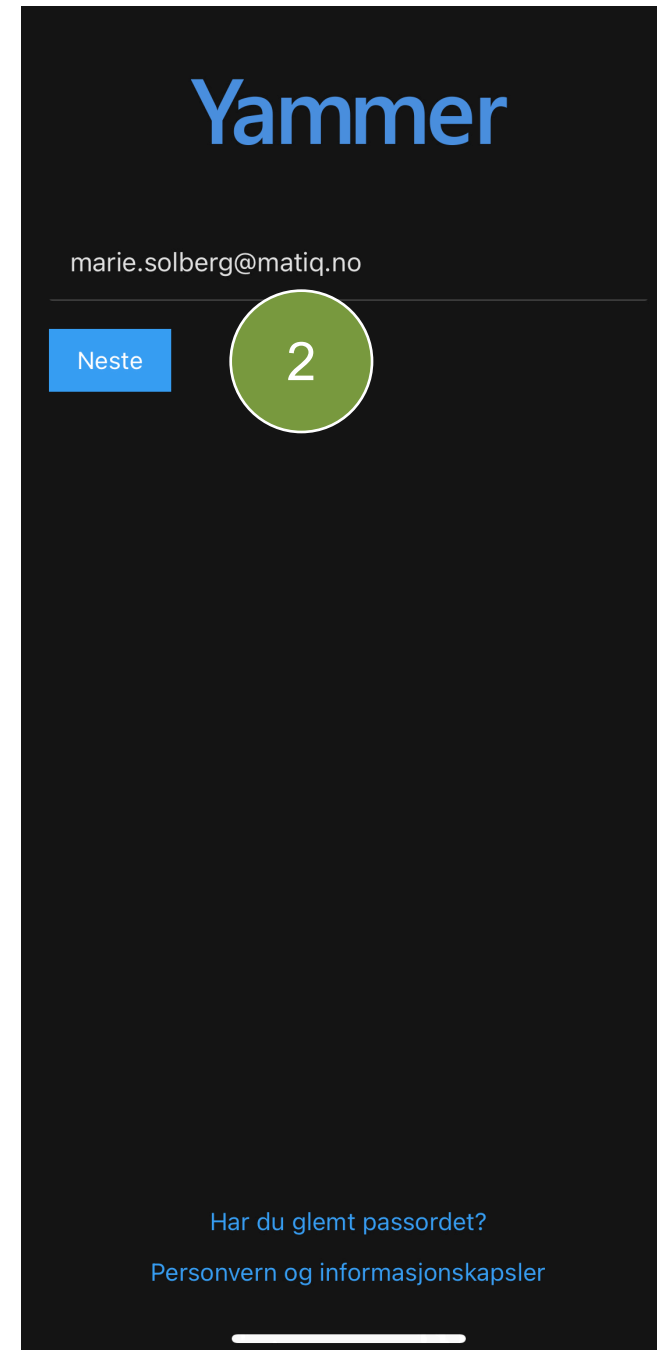 Yammer
marie.solberg@matiq.no
Neste
2
Har du glemt passordet?
Personvern og informasjonskapsler